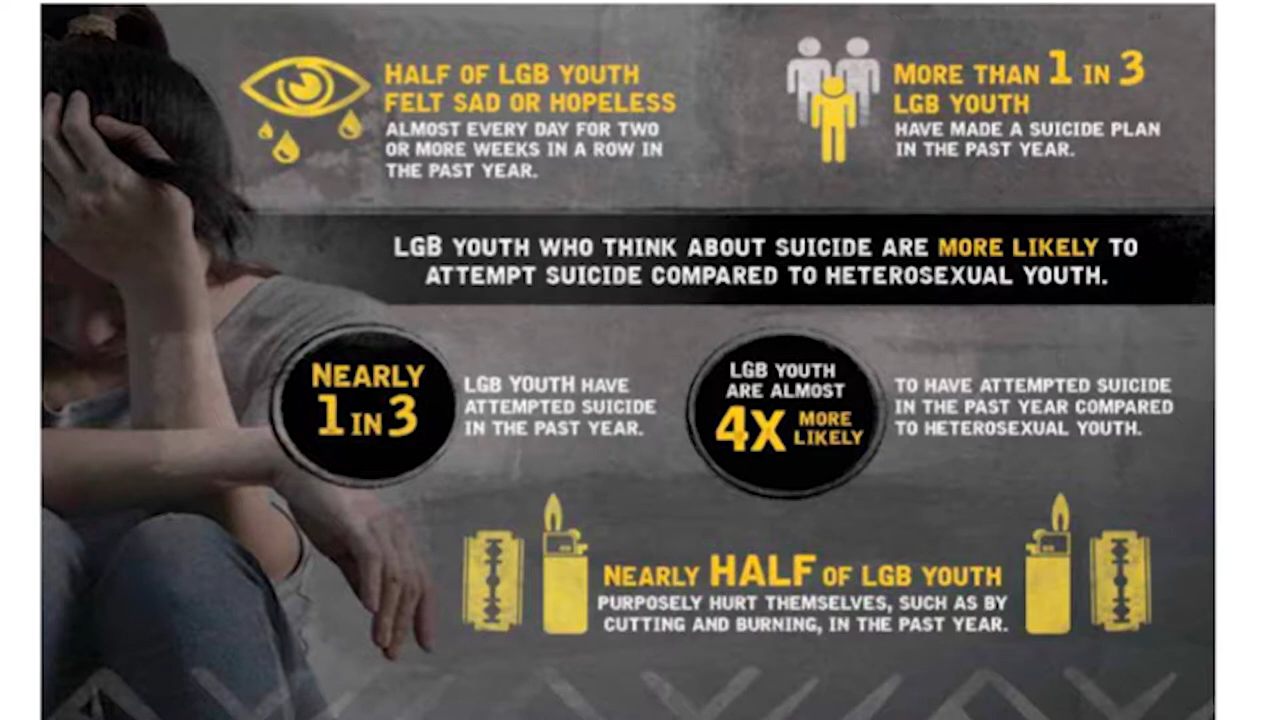 HALF OF LGB YOUTH
FELT SAD OR HOPELESS
ALMOST EVERY DAY FOR TWO
OR MORE WEEKS IN A ROW IN
THE PAST YEAR.
MORE THAN 1 IN 3
LGB YOUTH
HAVE MADE A SUICIDE PLAN
IN THE PAST YEAR.
LGB YOUTH WHO THINK ABOUT SUICIDE ARE MORE LIKELY TO
ATTEMPT SUICIDE COMPARED TO HETEROSEXUAL YOUTH.
NEARLY
1 IN 3
LGB YOUTH HAVE
ATTEMPTED SUICIDE
IN THE PAST YEAR.
LGB YOUTH
ARE ALMOST
4X MORE
LIKELY
TO HAVE ATTEMPTED SUICIDE
IN THE PAST YEAR COMPARED
TO HETEROSEXUAL YOUTH.
NEARLY HALF OF LGB YOUTH
PURPOSELY HURT THEMSELVES, SUCH AS BY
CUTTING AND BURNING, IN THE PAST YEAR.